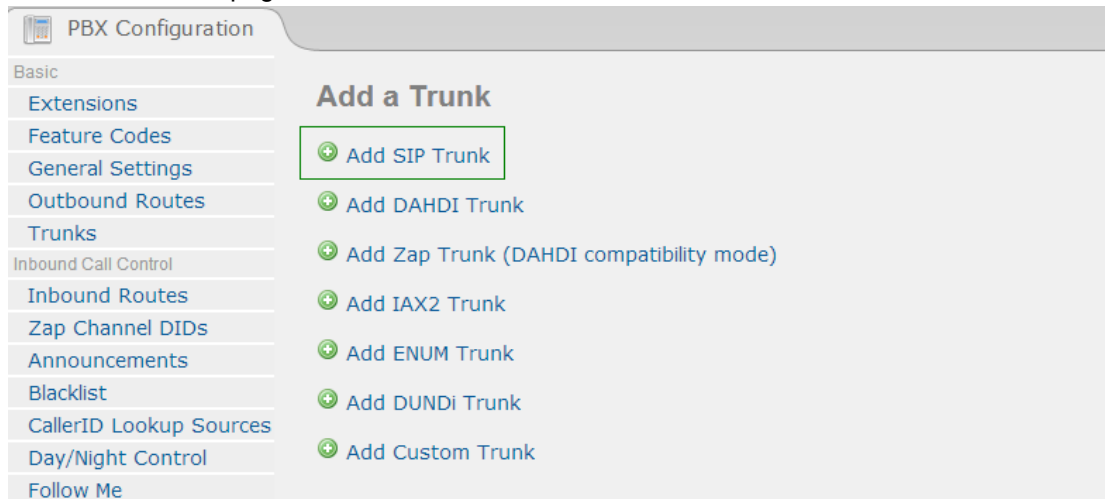 PBX Configuration
Basic
Extensions
Feature Codes
General Settings
Outbound Routes
Trunks
Inbound Call Control
Inbound Routes
Zap Channel DIDs
Announcements
Blacklist
CallerID Lookup Sources
Day/Night Control
Follow Me
Add a Trunk
Add SIP Trunk
Add DAHDI Trunk
Add Zap Trunk (DAHDI compatibility mode)
Add IAX2 Trunk
Add ENUM Trunk
Add DUNDi Trunk
Add Custom Trunk